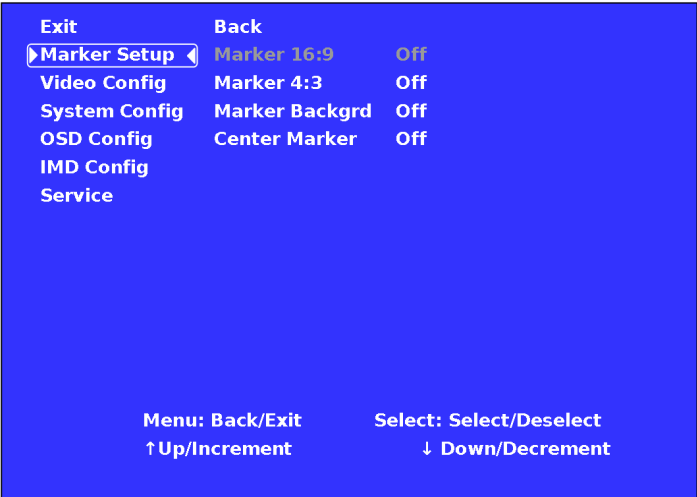 Exit Back
Marker Setup Marker 16:9 Off
Video Config Marker 4:3 Off
System Config Marker Backgrd Off
OSD Config Center Marker Off
IMD Config
Service
Menu: Back/Exit Select: Select/Deselect
↑Up/Increment ↓ Down/Decrement